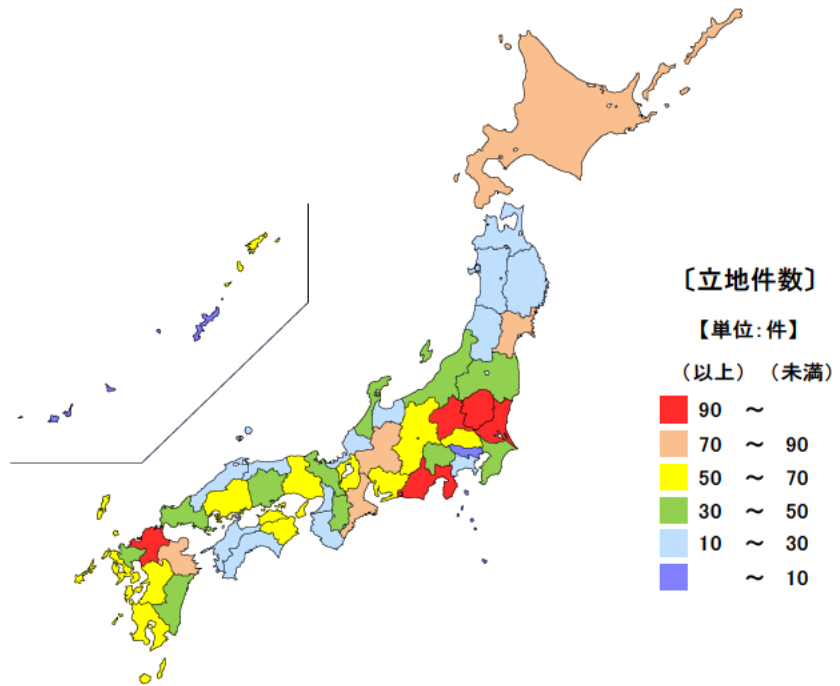 〔立地件数〕
【単位:件】
(以上) (未満)
90 ～
70 ～ 90
50 ～ 70
30 ～ 50
10 ～ 30
～ 10